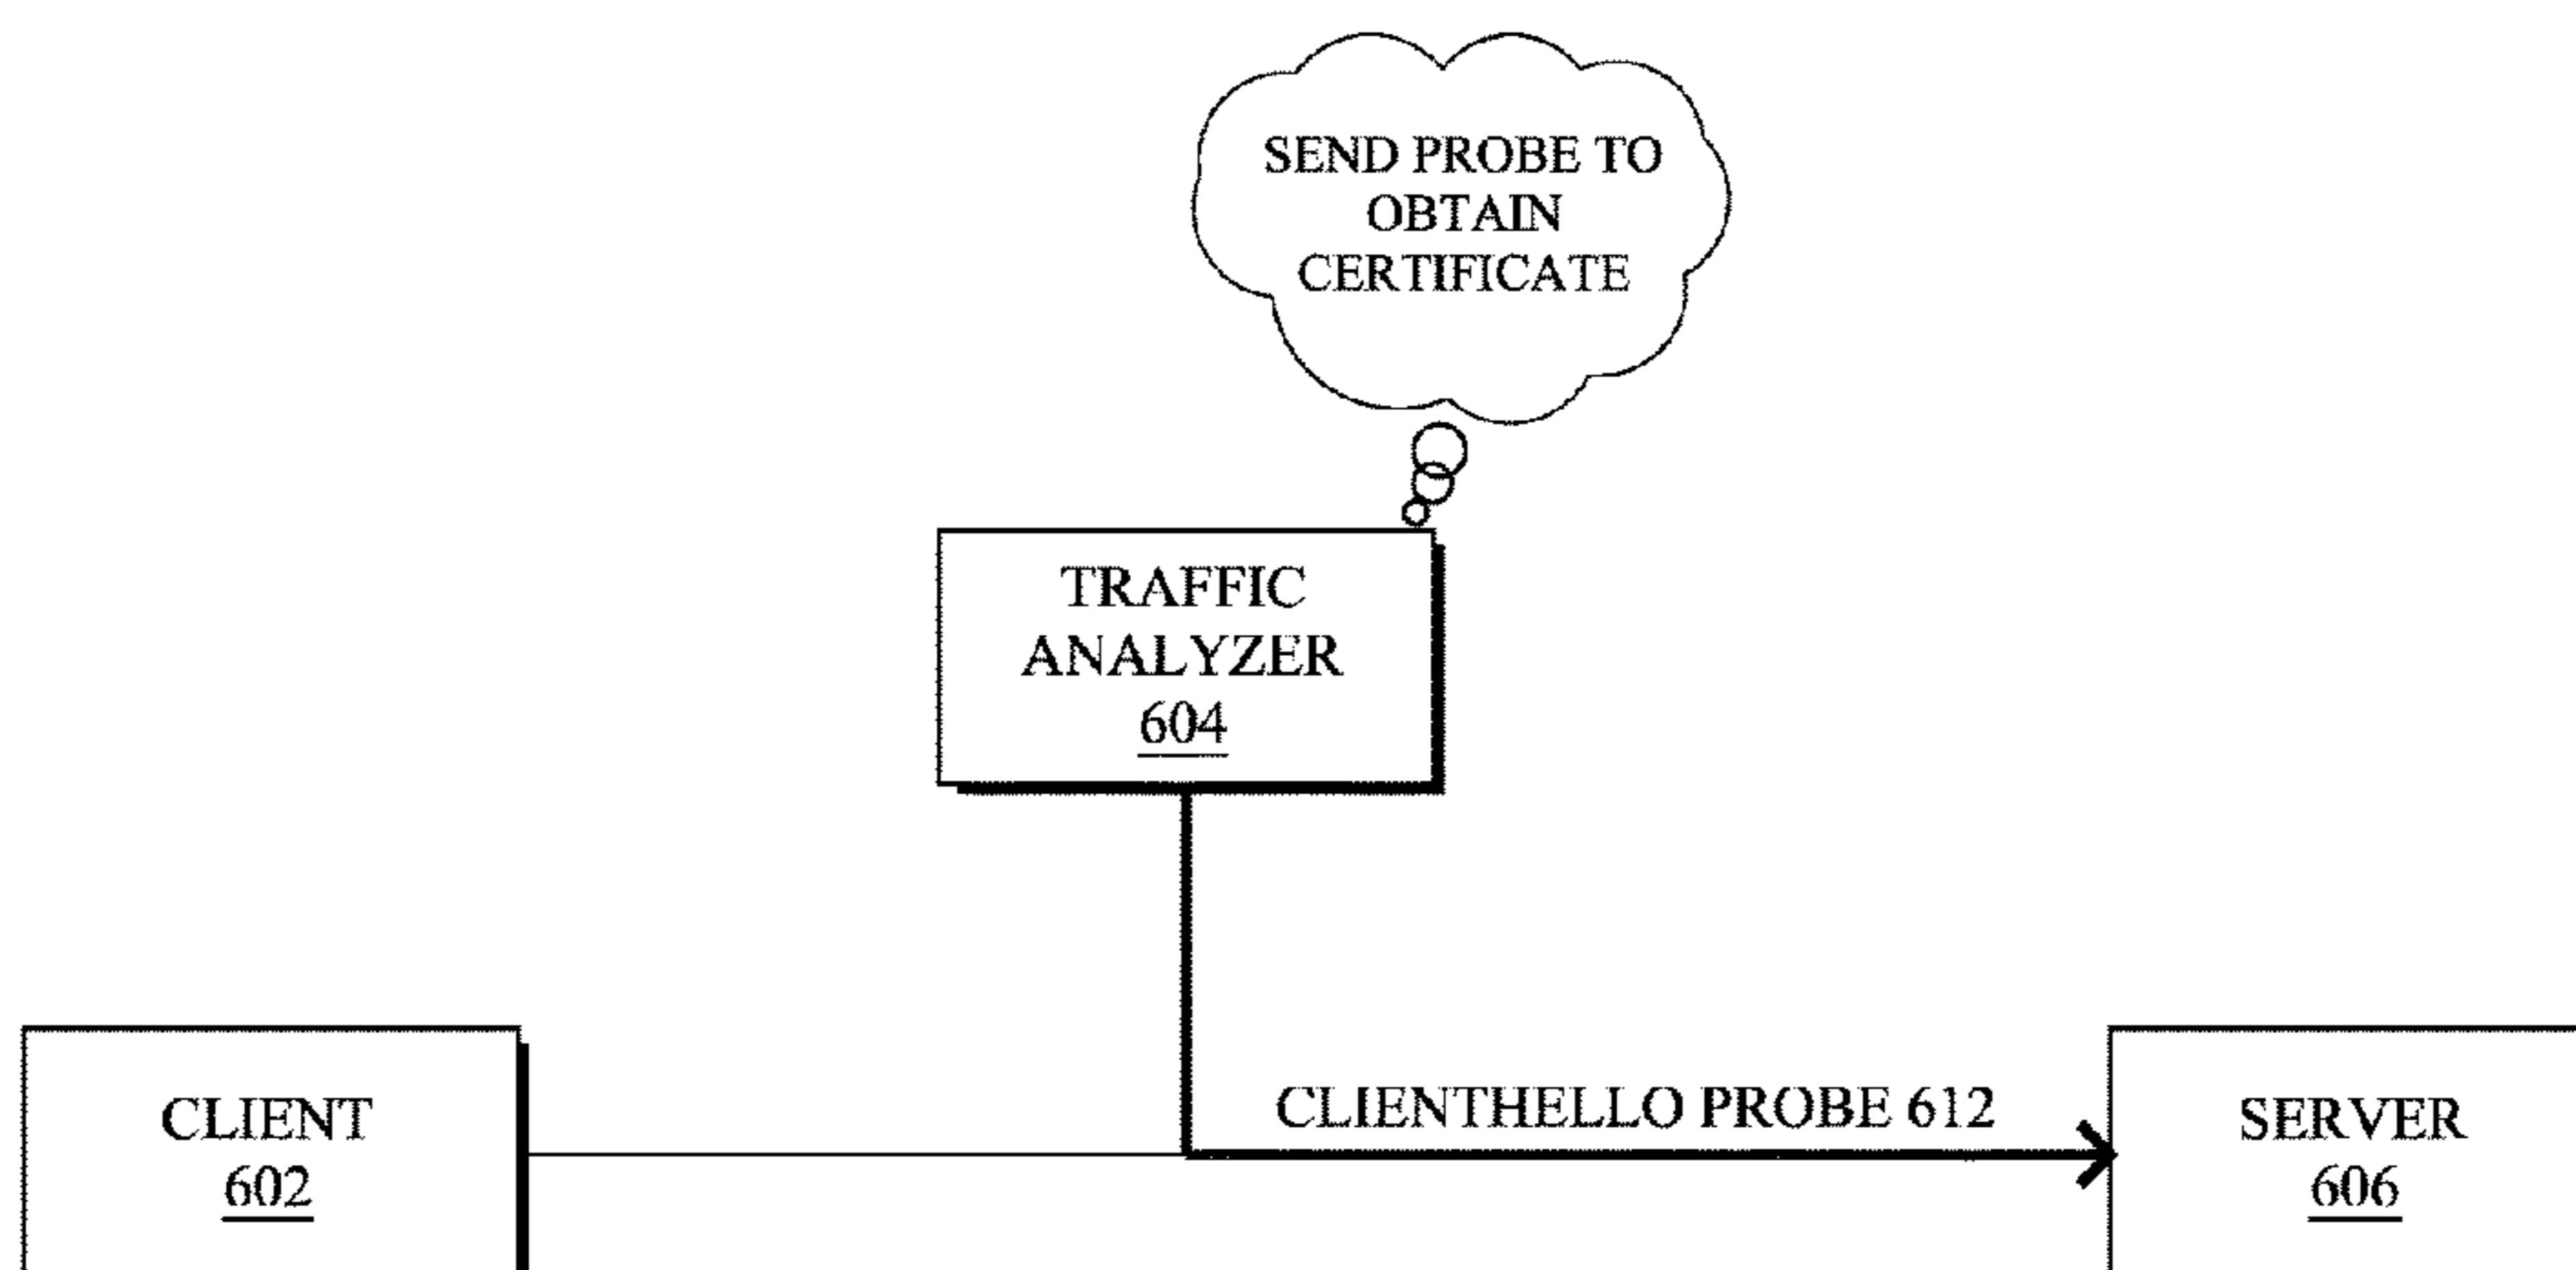 SEND PROBE TO
OBTAIN
CERTIFICATE
TRAFFIC
ANALYZER
604
CLIENT
602
CLIENTHELLO PROBE 612
SERVER
606